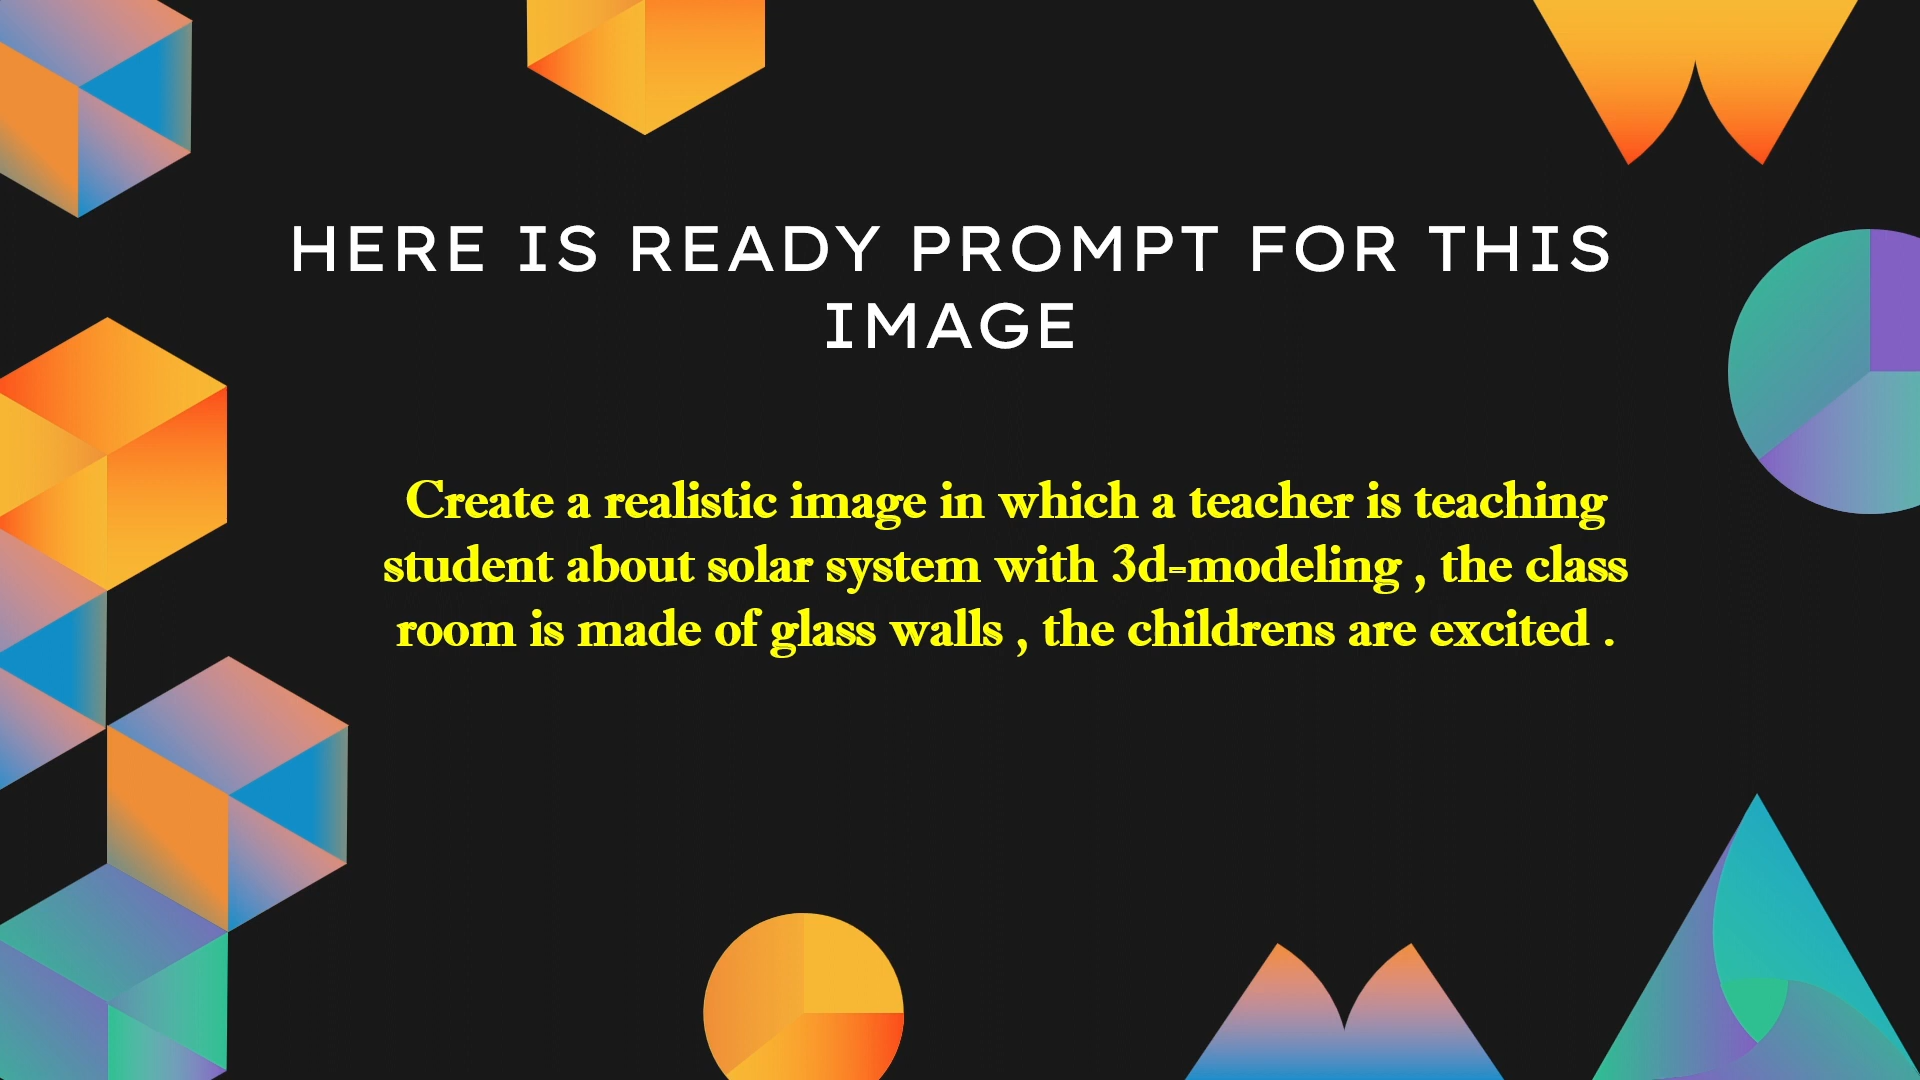 HERE IS READY PROMPT FOR THIS
IMAGE
Create a realistic image in which a teacher is teaching
student about solar system with 3d-modeling , the class
room is made of glass walls , the childrens are excited .